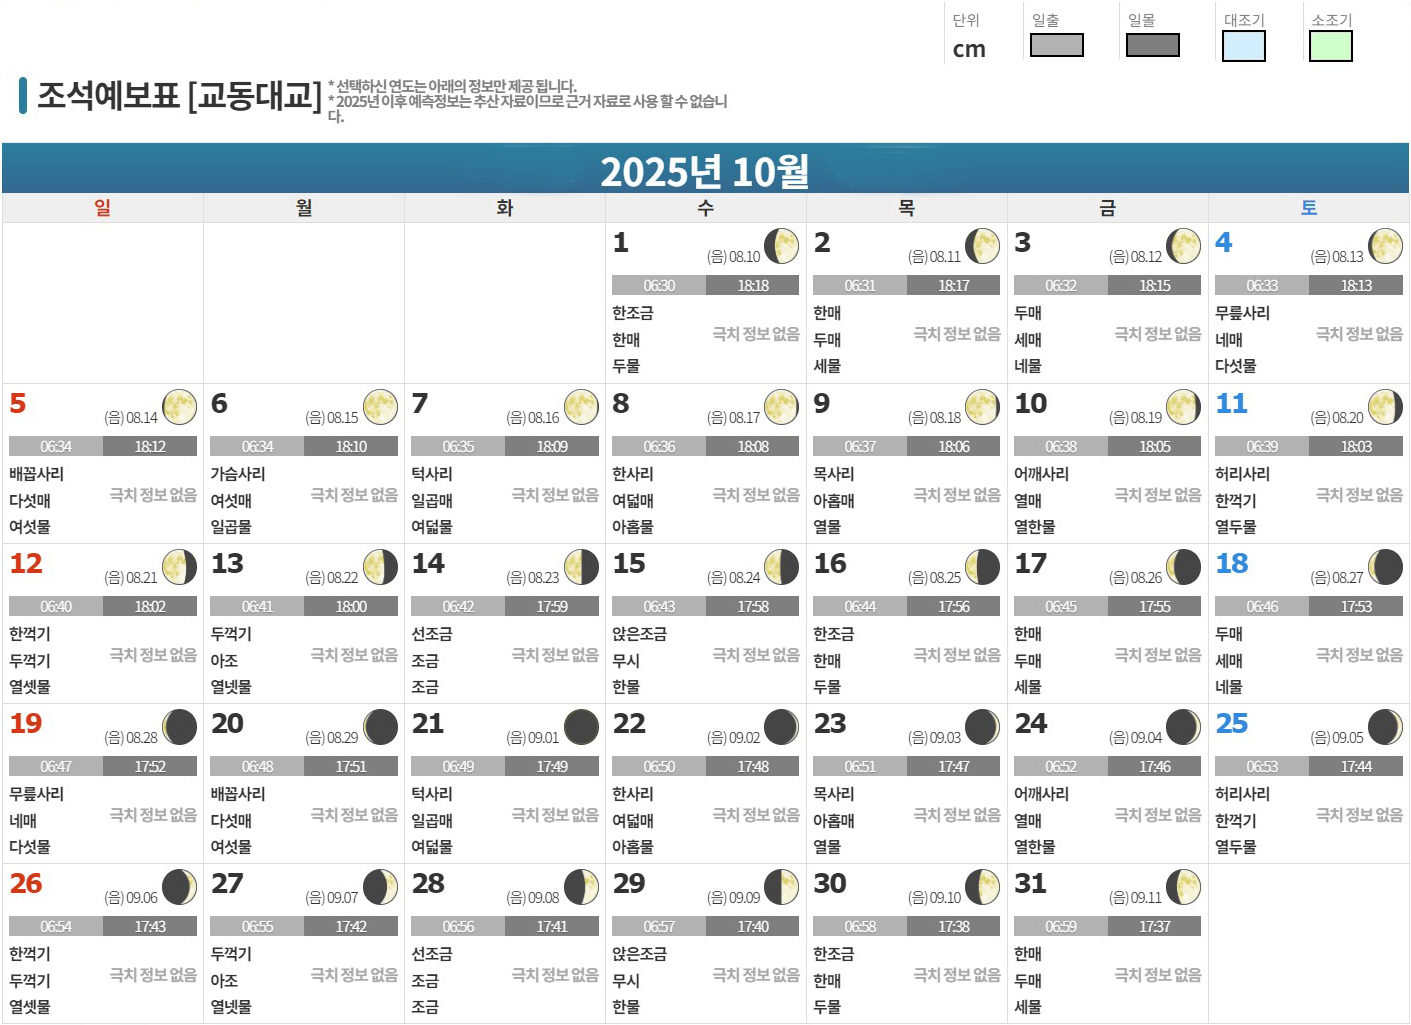 단위 일출 일몰 대조기 소조기
cm
조석예보표 [교동대교]
* 선택하신 연도는 아래의 정보만 제공 됩니다.
* 2025년 이후 예측정보는 추산 자료이므로 근거 자료로 사용 할 수 없습니
다.
2025년 10월
일 월 화 수 목 금 토
1 (음) 08.10 2 (음) 08.11 3 (음) 08.12 4 (음) 08.13
06:30 18:18 06:31 18:17 06:32 18:15 06:33 18:13
한조금 한매 두매 무릎사리
한매 극치 정보 없음 두매 극치 정보 없음 세매 극치 정보 없음 네매 극치 정보 없음
두물 세물 네물 다섯물
5 (음) 08.14 6 (음) 08.15 7 (음) 08.16 8 (음) 08.17 9 (음) 08.18 10 (음) 08.19 11 (음) 08.20
06:34 18:12 06:34 18:10 06:35 18:09 06:36 18:08 06:37 18:06 06:38 18:05 06:39 18:03
배꼽사리 가슴사리 턱사리 한사리 목사리 어깨사리 허리사리
다섯매 극치 정보 없음 여섯매 극치 정보 없음 일곱매 극치 정보 없음 여덟매 극치 정보 없음 아홉매 극치 정보 없음 열매 극치 정보 없음 한꺽기 극치 정보 없음
여섯물 일곱물 여덟물 아홉물 열물 열한물 열두물
12 (음) 08.21 13 (음) 08.22 14 (음) 08.23 15 (음) 08.24 16 (음) 08.25 17 (음) 08.26 18 (음) 08.27
06:40 18:02 06:41 18:00 06:42 17:59 06:43 17:58 06:44 17:56 06:45 17:55 06:46 17:53
한꺽기 두꺽기 선조금 앉은조금 한조금 한매 두매
두꺽기 극치 정보 없음 아조 극치 정보 없음 조금 극치 정보 없음 무시 극치 정보 없음 한매 극치 정보 없음 두매 극치 정보 없음 세매 극치 정보 없음
열셋물 열넷물 조금 한물 두물 세물 네물
19 (음) 08.28 20 (음) 08.29 21 (음) 09.01 22 (음) 09.02 23 (음) 09.03 24 (음) 09.04 25 (음) 09.05
06:47 17:52 06:48 17:51 06:49 17:49 06:50 17:48 06:51 17:47 06:52 17:46 06:53 17:44
무릎사리 배꼽사리 턱사리 한사리 목사리 어깨사리 허리사리
네매 극치 정보 없음 다섯매 극치 정보 없음 일곱매 극치 정보 없음 여덟매 극치 정보 없음 아홉매 극치 정보 없음 열매 극치 정보 없음 한꺽기 극치 정보 없음
다섯물 여섯물 여덟물 아홉물 열물 열한물 열두물
26 (음) 09.06 27 (음) 09.07 28 (음) 09.08 29 (음) 09.09 30 (음) 09.10 31 (음) 09.11
06:54 17:43 06:55 17:42 06:56 17:41 06:57 17:40 06:58 17:38 06:59 17:37
한꺽기 두꺽기 선조금 앉은조금 한조금 한매
두꺽기 극치 정보 없음 아조 극치 정보 없음 조금 극치 정보 없음 무시 극치 정보 없음 한매 극치 정보 없음 두매 극치 정보 없음
열셋물 열넷물 조금 한물 두물 세물